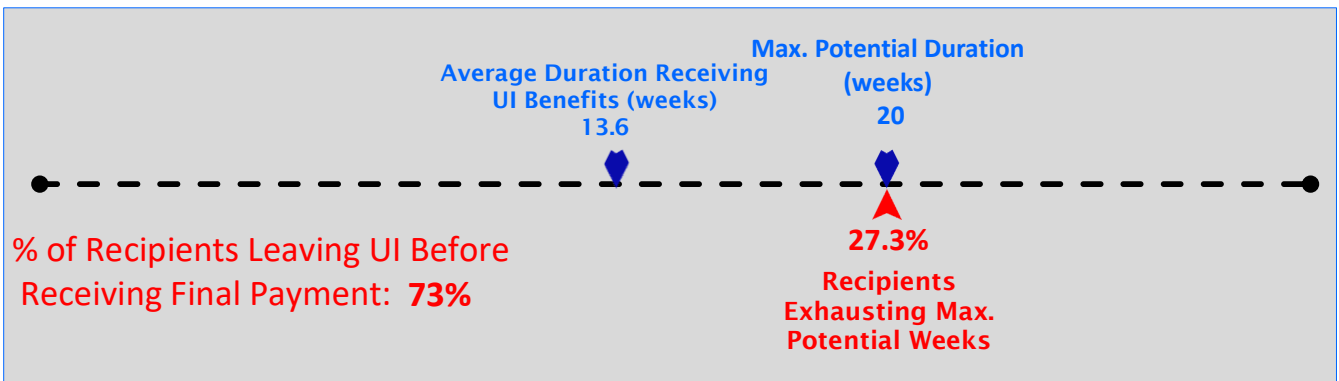 Average Duration Receiving
UI Benefits (weeks)
13.6
Max. Potential Duration
(weeks)
20
% of Recipients Leaving UI Before
Receiving Final Payment: 73%
27.3%
Recipients
Exhausting Max.
Potential Weeks